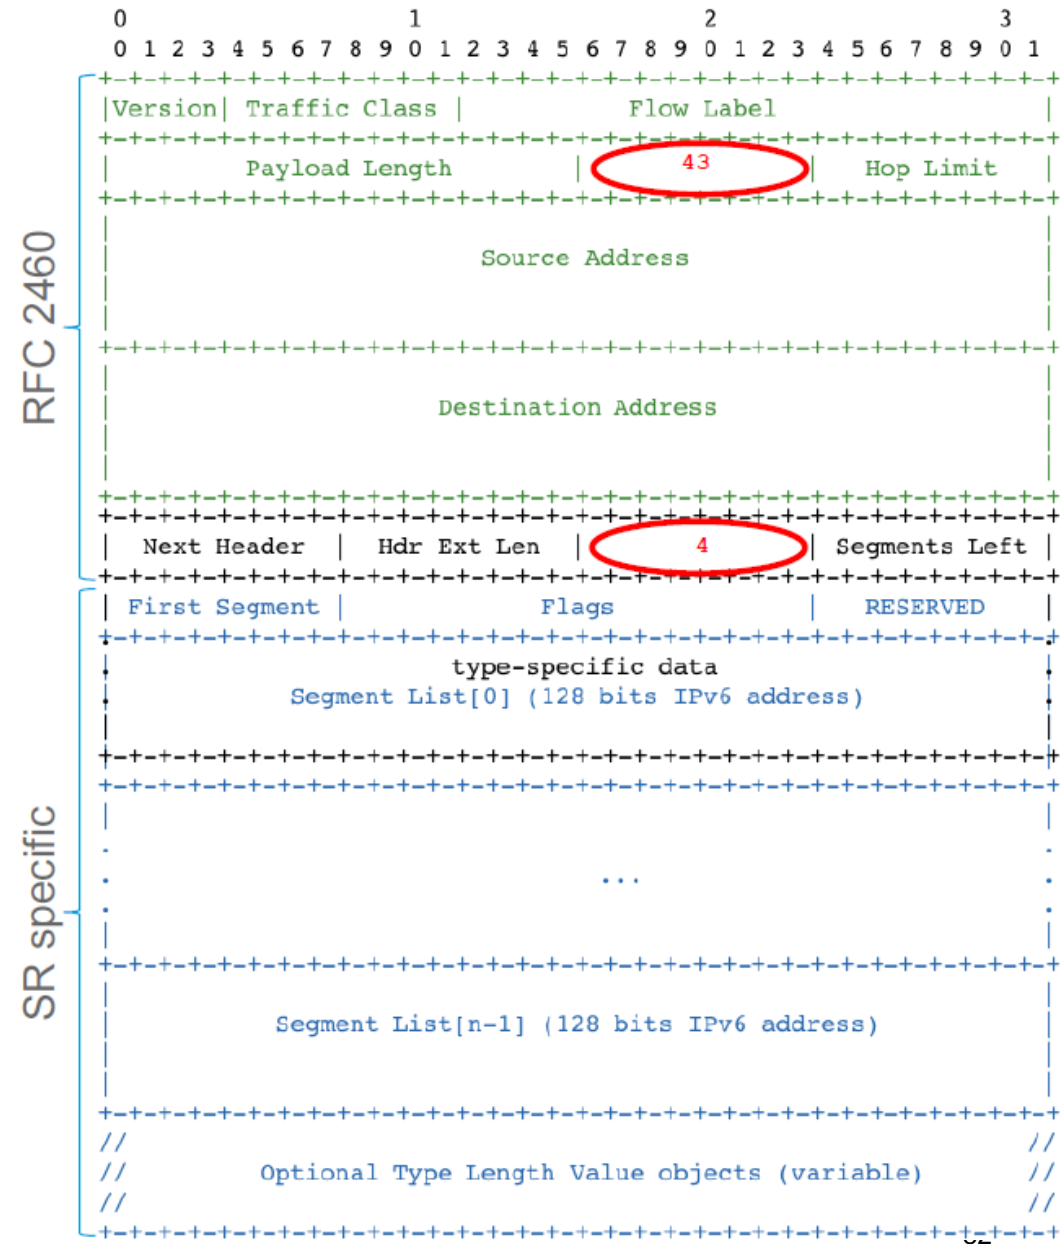 0 1 2 3
0 1 2 3 4 5 6 7 8 9 0 1 2 3 4 5 6 7 8 9 0 1 2 3 4 5 6 7 8 9 0 1
+-+-+-+-+-+-+-+-+-+-+-+-+-+-+-+-+-+-+-+-+-+-+-+-+-+-+-+-+-+-+-+-+
|Version| Traffic Class | Flow Label |
+-+-+-+-+-+-+-+-+-+-+-+-+-+-+-+-+-+-+-+-+-+-+-+-+-+-+-+-+-+-+-+-+
| Payload Length | 43 | Hop Limit |
+-+-+-+-+-+-+-+-+-+-+-+-+-+-+-+-+-+-+-+-+-+-+-+-+-+-+-+-+-+-+-+-+
RFC 2460
| Source Address |
+-+-+-+-+-+-+-+-+-+-+-+-+-+-+-+-+-+-+-+-+-+-+-+-+-+-+-+-+-+-+-+-+
| Destination Address |
+-+-+-+-+-+-+-+-+-+-+-+-+-+-+-+-+-+-+-+-+-+-+-+-+-+-+-+-+-+-+-+-+
+-+-+-+-+-+-+-+-+-+-+-+-+-+-+-+-+-+-+-+-+-+-+-+-+-+-+-+-+-+-+-+-+
| Next Header | Hdr Ext Len | 4 | Segments Left |
+-+-+-+-+-+-+-+-+-+-+-+-+-+-+-+-+-+-+-+-+-+-+-+-+-+-+-+-+-+-+-+-+
| First Segment | Flags | RESERVED |
+-+-+-+-+-+-+-+-+-+-+-+-+-+-+-+-+-+-+-+-+-+-+-+-+-+-+-+-+-+-+-+-+
type-specific data
Segment List[0] (128 bits IPv6 address)
+-+-+-+-+-+-+-+-+-+-+-+-+-+-+-+-+-+-+-+-+-+-+-+-+-+-+-+-+-+-+-+-+
+-+-+-+-+-+-+-+-+-+-+-+-+-+-+-+-+-+-+-+-+-+-+-+-+-+-+-+-+-+-+-+-+
SR specific
...
+-+-+-+-+-+-+-+-+-+-+-+-+-+-+-+-+-+-+-+-+-+-+-+-+-+-+-+-+-+-+-+-+
Segment List[n-1] (128 bits IPv6 address)
+-+-+-+-+-+-+-+-+-+-+-+-+-+-+-+-+-+-+-+-+-+-+-+-+-+-+-+-+-+-+-+-+
// //
// Optional Type Length Value objects (variable) //
// //
+-+-+-+-+-+-+-+-+-+-+-+-+-+-+-+-+-+-+-+-+-+-+-+-+-+-+-+-+-+-+-+-+